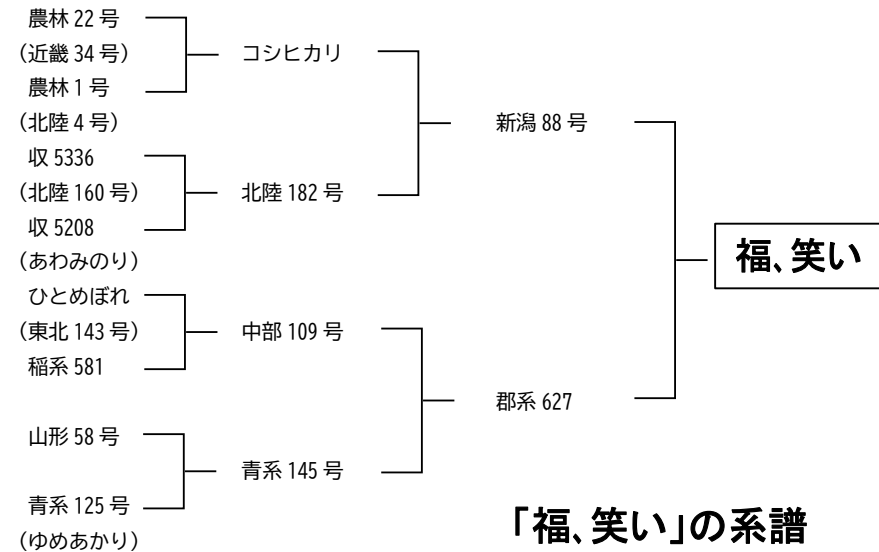 農林 22 号
(近畿 34 号)
農林 1 号
(北陸 4 号)
収 5336
(北陸 160 号)
収 5208
(あわみのり)
ひとめぼれ
(東北 143 号)
稲系 581
山形 58 号
青系 125 号
(ゆめあかり)
コシヒカリ
北陸 182 号
中部 109 号
青系 145 号
新潟 88 号
郡系 627
福、笑い
「福、笑い」の系譜